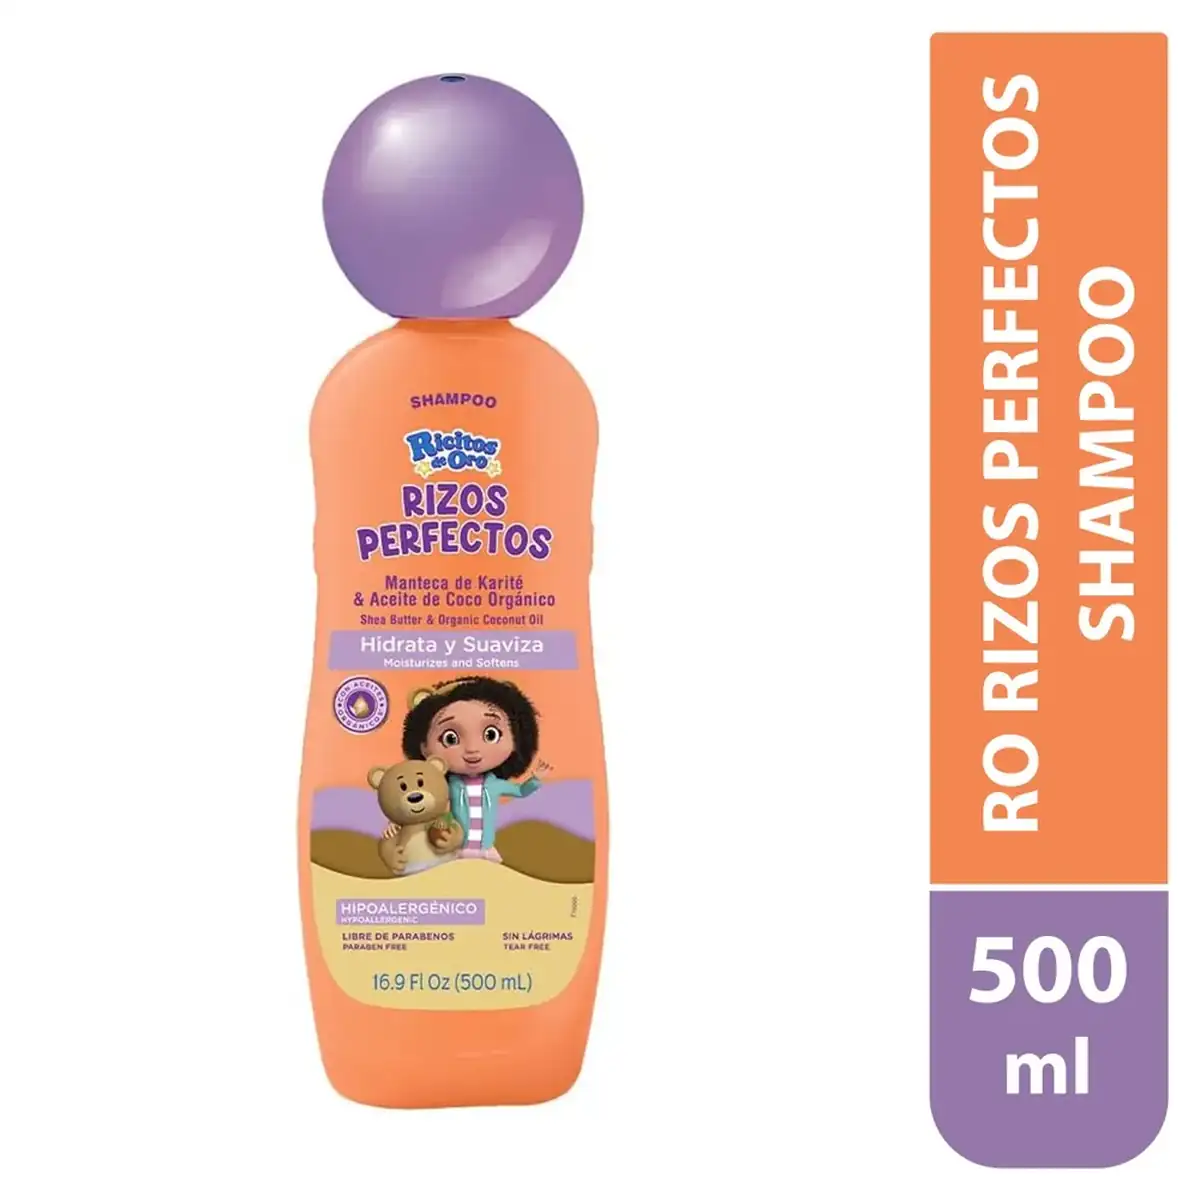 SHAMPOO
Ricitos
de Oro
RIZOS
PERFECTOS
Manteca de Karité
& Aceite de Coco Orgánico
Shea Butter & Organic Coconut Oil
Hidrata y Suaviza
Moisturizes and Softens
CON ACEITES
ORGÁNICOS
HIPOALERGÉNICO
HYPOALLERGENIC
LIBRE DE PARABENOS
PARABEN FREE
SIN LÁGRIMAS
TEAR FREE
16.9 Fl Oz (500 mL)
RO RIZOS PERFECTOS
SHAMPOO
500
ml